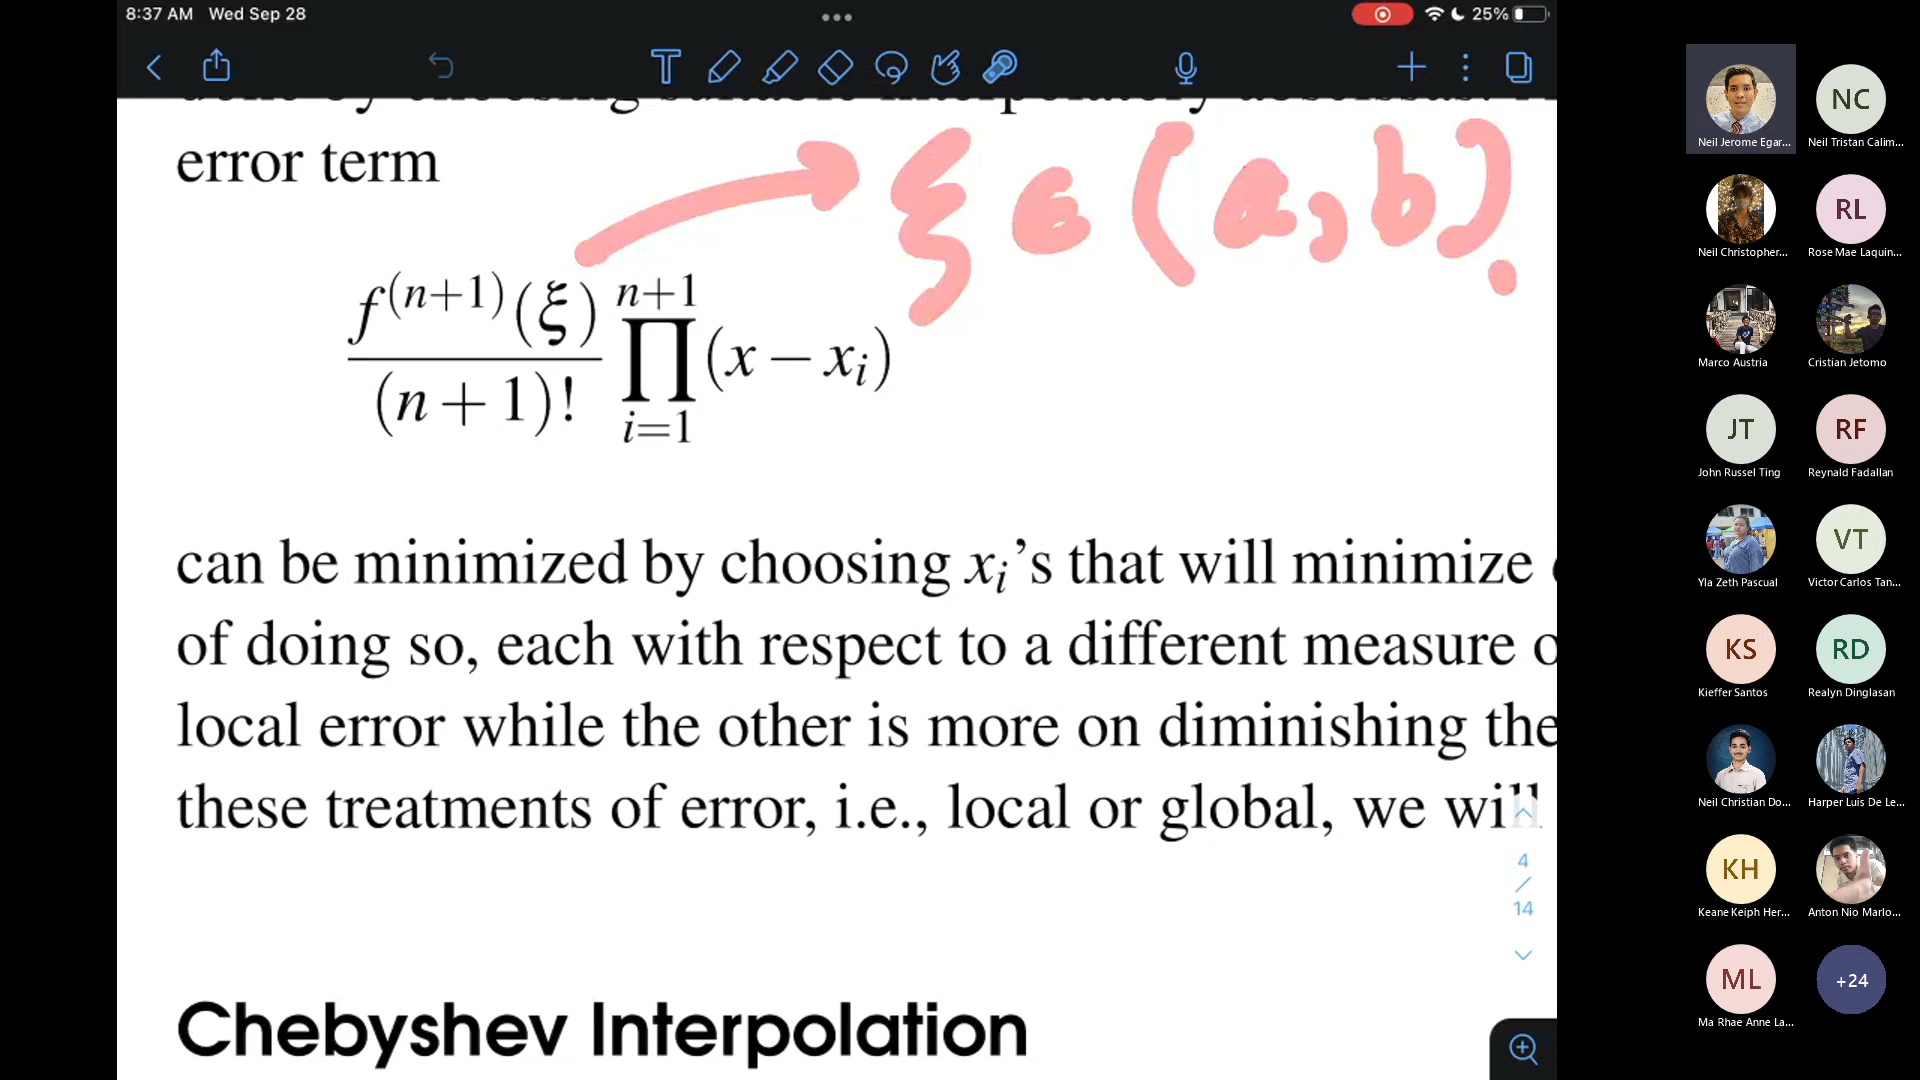 8:37 AM Wed Sep 28
25%
error term
ξ ∈ (a, b).
f^{(n+1)}(ξ) / (n+1)! ∏_{i=1}^{n+1} (x − x_i)
can be minimized by choosing x_i's that will minimize
of doing so, each with respect to a different measure
local error while the other is more on diminishing the
these treatments of error, i.e., local or global, we will
4 / 14
Chebyshev Interpolation
Neil Jerome Egar...
NC
Neil Tristan Calim...
Neil Christopher...
RL
Rose Mae Laquin...
Marco Austria
Cristian Jetomo
JT
John Russel Ting
RF
Reynald Fadallan
Yla Zeth Pascual
VT
Victor Carlos Tan...
KS
Kieffer Santos
RD
Realyn Dinglasan
Neil Christian Do...
Harper Luis De Le...
KH
Keane Keiph Her...
Anton Nio Marlo...
ML
Ma Rhae Anne La...
+24